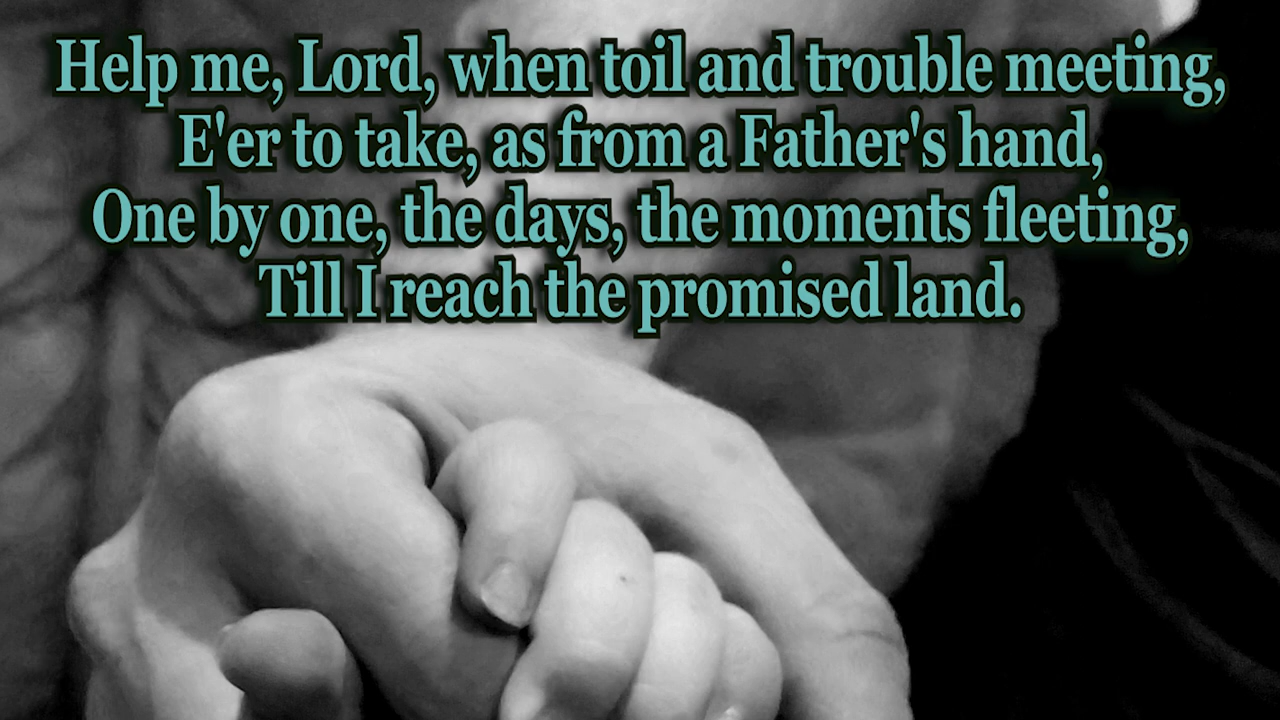 Help me, Lord, when toil and trouble meeting,
E'er to take, as from a Father's hand,
One by one, the days, the moments fleeting,
Till I reach the promised land.